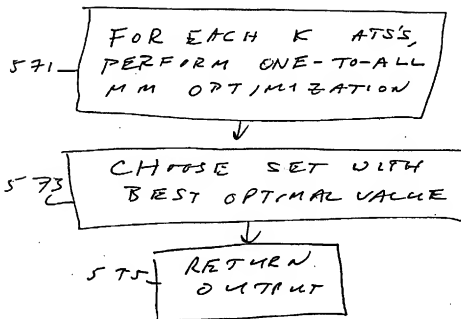 FOR EACH K ATS'S,
571
PERFORM ONE-TO-ALL
MM OPTIMIZATION
CHOOSE SET WITH
573
BEST OPTIMAL VALUE
RETURN
575
OUTPUT